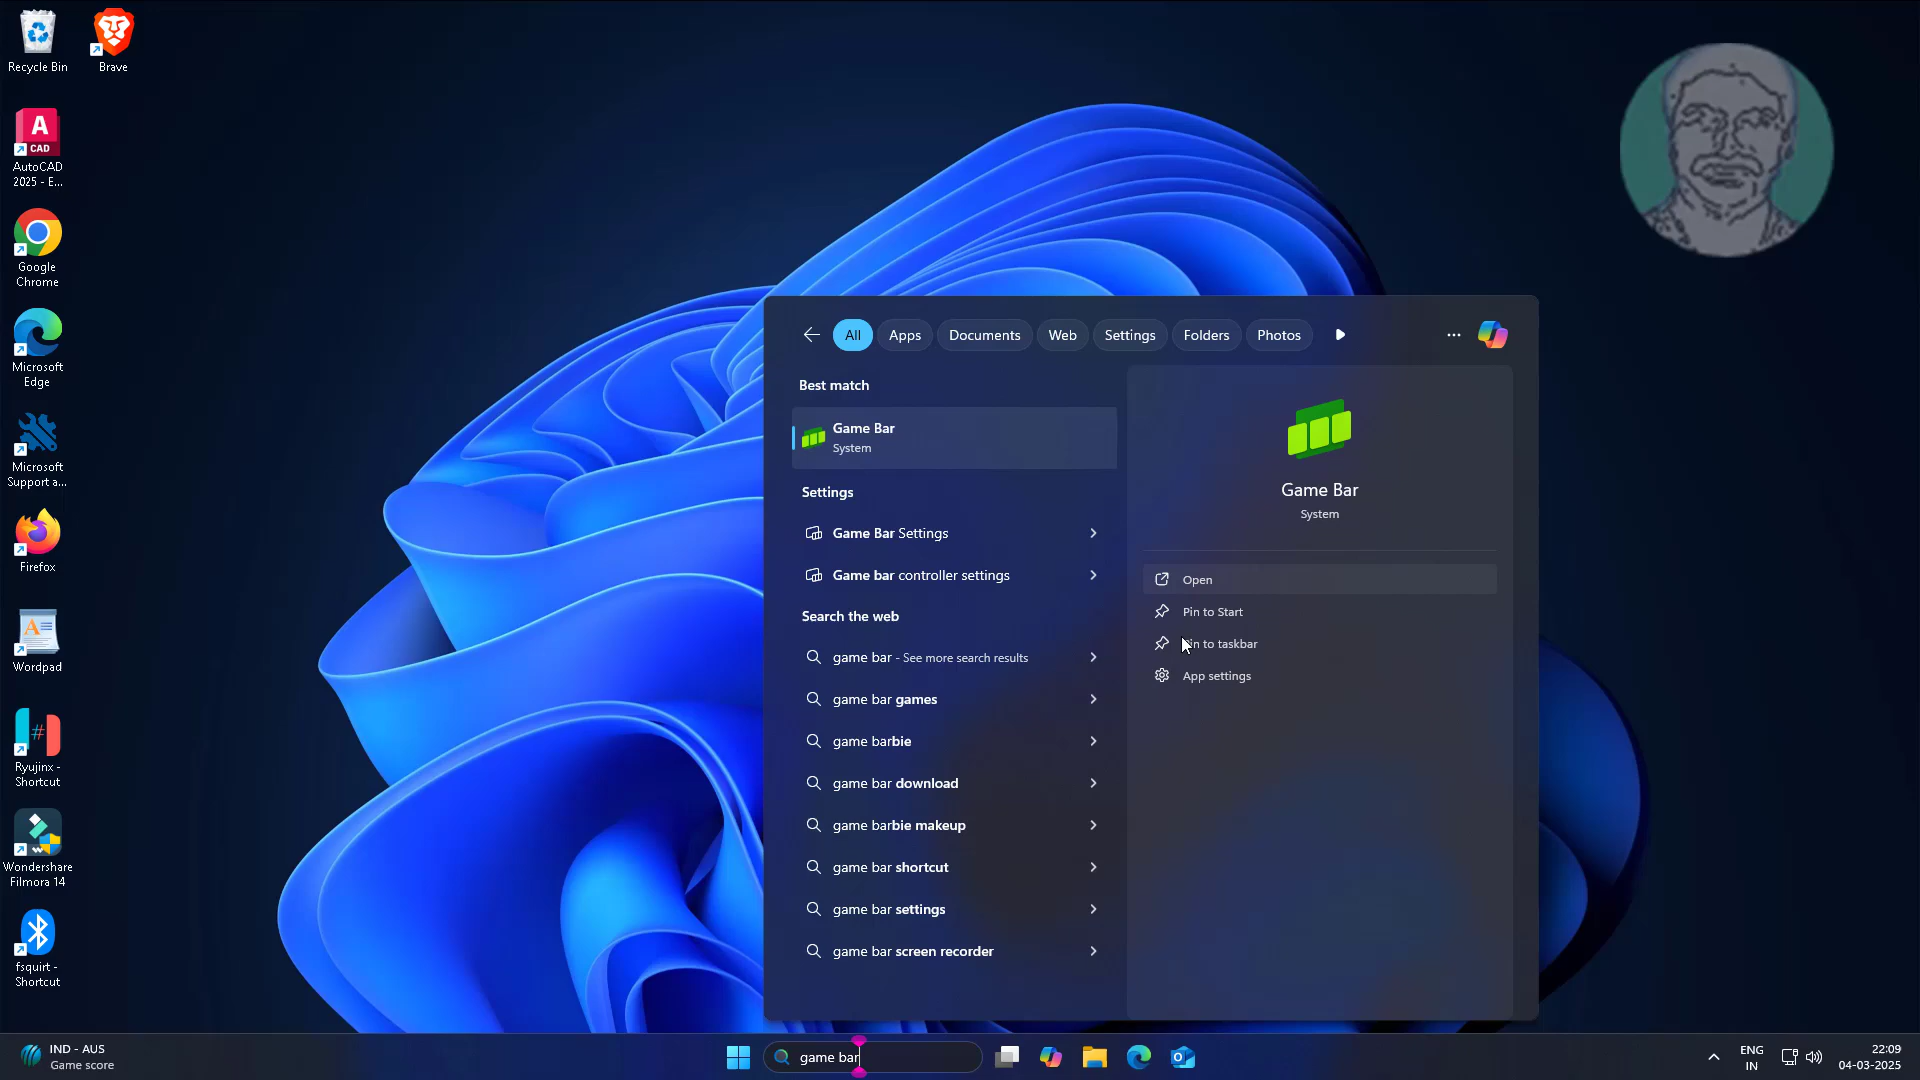 Recycle Bin
Brave
A
CAD
AutoCAD
2025 - E...
Google
Chrome
Microsoft
Edge
Microsoft
Support a...
Firefox
Wordpad
Ryujinx -
Shortcut
Wondershare
Filmora 14
fsquirt -
Shortcut
All
Apps
Documents
Web
Settings
Folders
Photos
Best match
Game Bar
System
Settings
Game Bar Settings
Game bar controller settings
Search the web
game bar - See more search results
game bar games
game barbie
game bar download
game barbie makeup
game bar shortcut
game bar settings
game bar screen recorder
Game Bar
System
Open
Pin to Start
to taskbar
App settings
IND - AUS
Game score
game bar
ENG
IN
22:09
04-03-2025